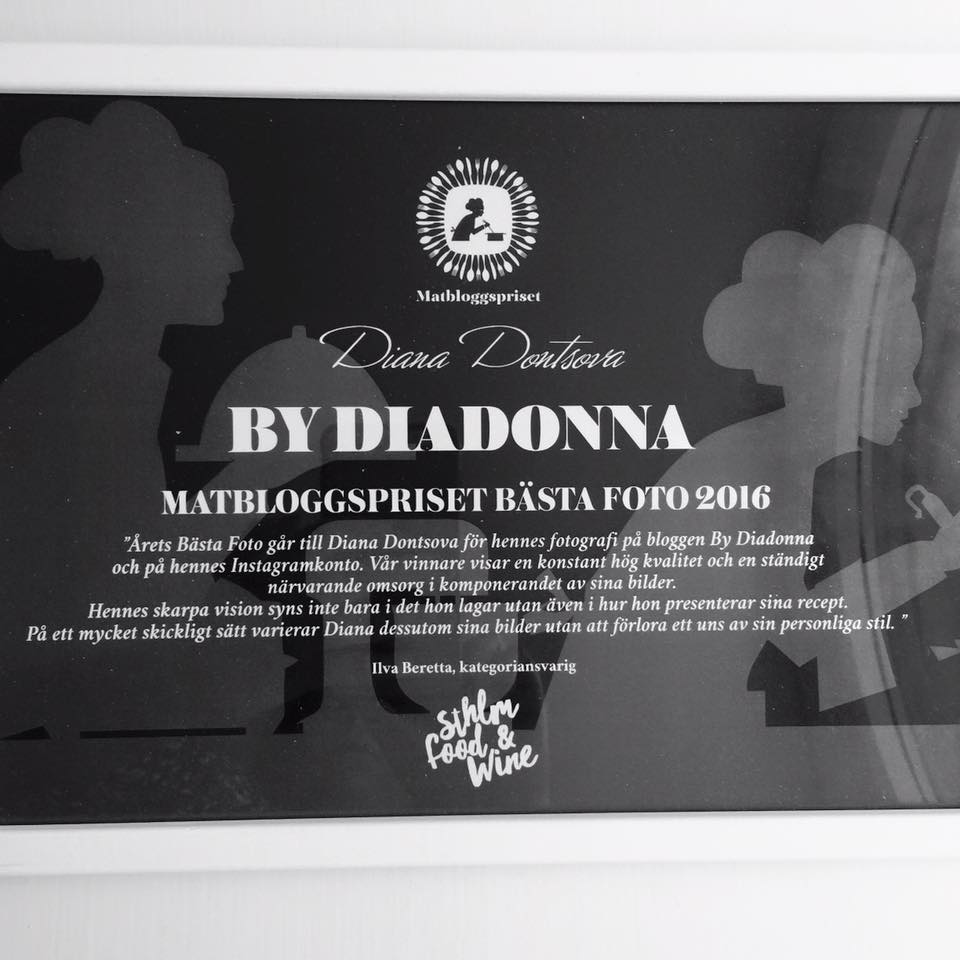 Matbloggspriset
Diana Dontsova
BY DIADONNA
MATBLOGGSPRISET BÄSTA FOTO 2016
"Årets Bästa Foto går till Diana Dontsova för hennes fotografi på bloggen By Diadonna
och på hennes Instagramkonto. Vår vinnare visar en konstant hög kvalitet och en ständigt
närvarande omsorg i komponerandet av sina bilder.
Hennes skarpa vision syns inte bara i det hon lagar utan även i hur hon presenterar sina recept.
På ett mycket skickligt sätt varierar Diana dessutom sina bilder utan att förlora ett uns av sin personliga stil. "
Ilva Beretta, kategoriansvarig
Sthlm
food &
Wine